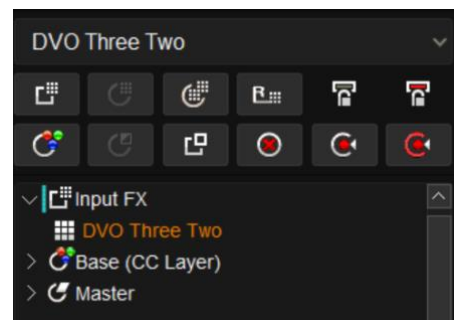 DVO Three Two
R
Input FX
DVO Three Two
Base (CC Layer)
Master